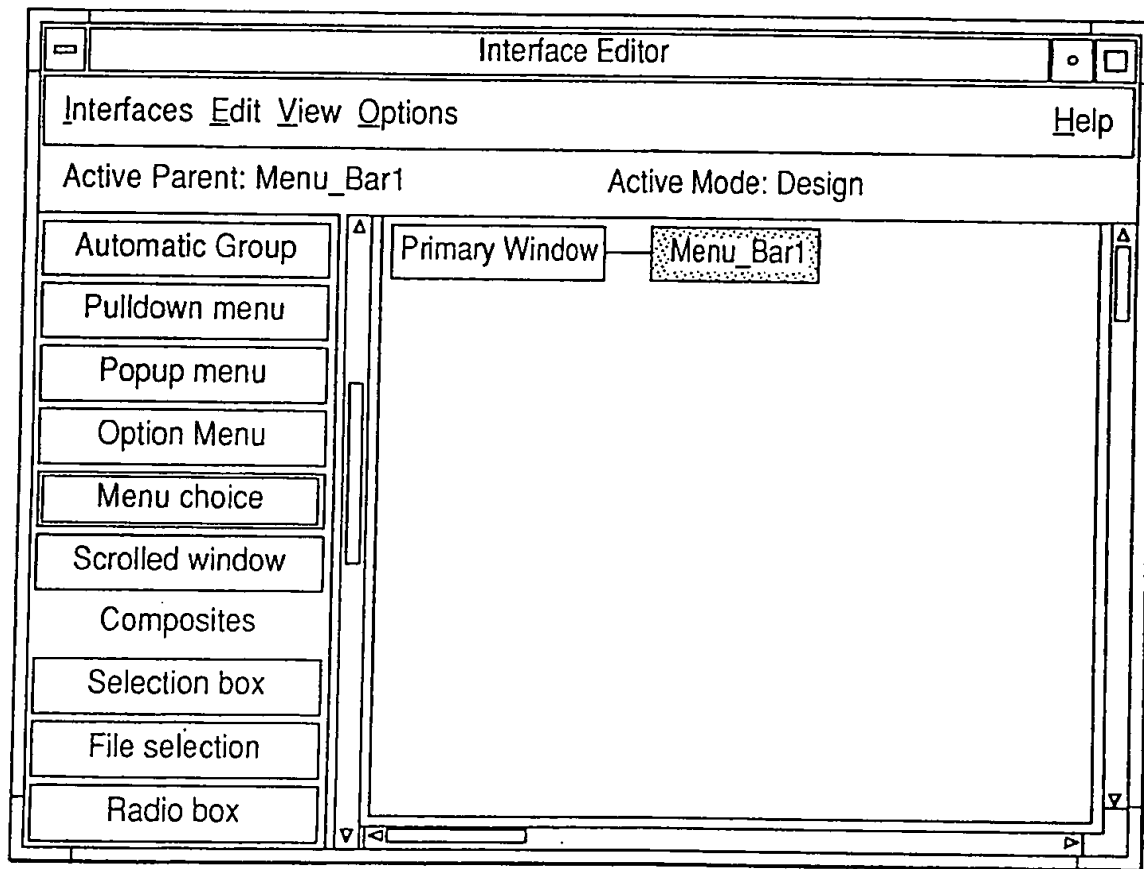 Interface Editor
Interfaces Edit View Options Help
Active Parent: Menu_Bar1 Active Mode: Design
Automatic Group
Pulldown menu
Popup menu
Option Menu
Menu choice
Scrolled window
Composites
Selection box
File selection
Radio box
Primary Window
Menu_Bar1